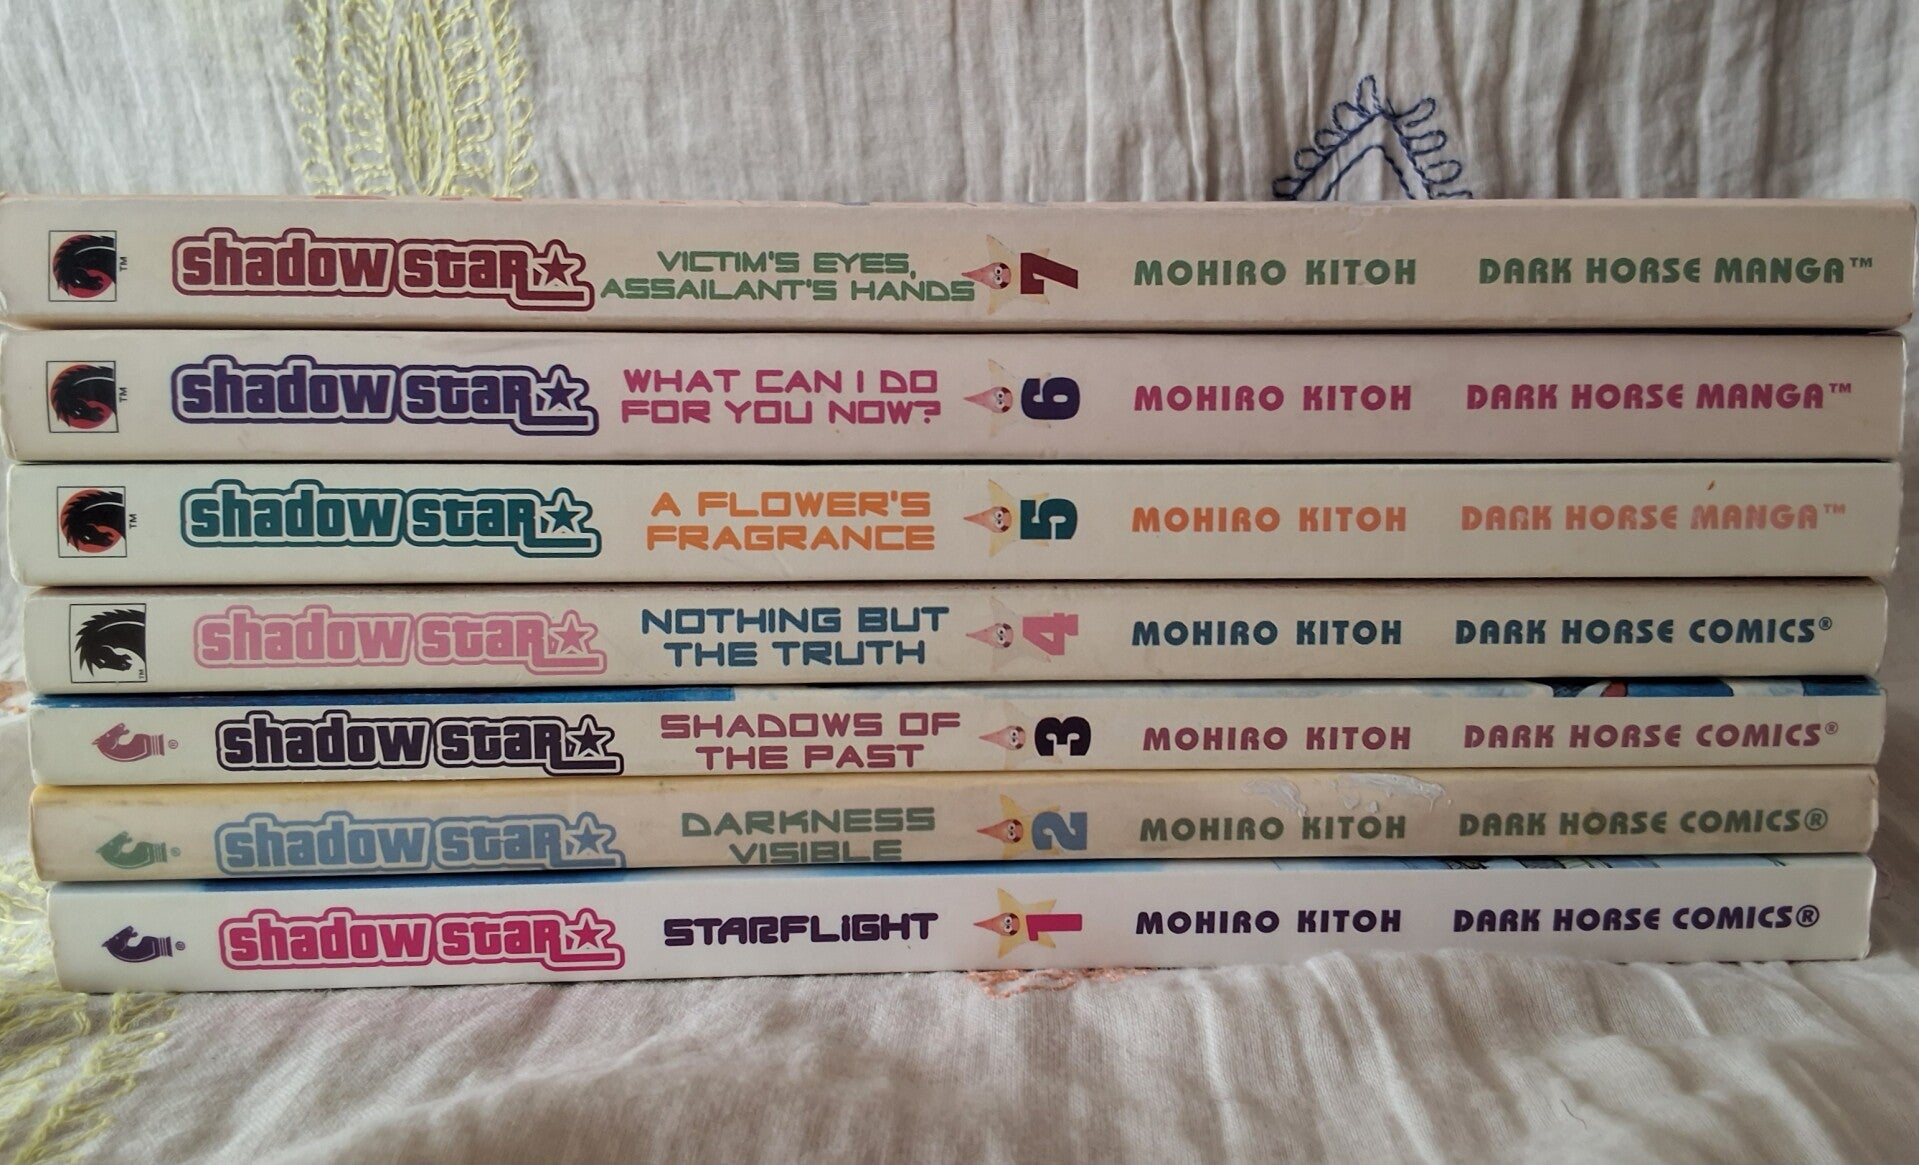 shadow star VICTIM'S EYES,
ASSAILANT'S HANDS 7 MOHIRO KITOH DARK HORSE MANGA™
TM
shadow star WHAT CAN I DO
FOR YOU NOW? 6 MOHIRO KITOH DARK HORSE MANGA™
TM
shadow star A FLOWER'S
FRAGRANCE 5 MOHIRO KITOH DARK HORSE MANGA™
TM
shadow star NOTHING BUT
THE TRUTH 4 MOHIRO KITOH DARK HORSE COMICS®
TM
® shadow star SHADOWS OF
THE PAST 3 MOHIRO KITOH DARK HORSE COMICS®
® shadow star DARKNESS
VISIBLE 2 MOHIRO KITOH DARK HORSE COMICS®
® shadow star STARFLiGHT 1 MOHIRO KITOH DARK HORSE COMICS®